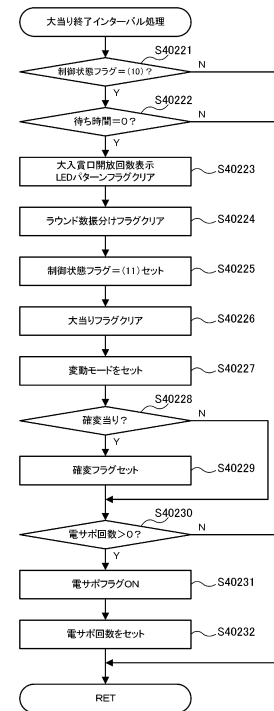 大当り終了インターバル処理
S40221
制御状態フラグ=(10)?
N
Y
S40222
待ち時間=0?
N
Y
大入賞口開放回数表示
LEDパターンフラグクリア
S40223
ラウンド数振分けフラグクリア
S40224
制御状態フラグ=(11)セット
S40225
大当りフラグクリア
S40226
変動モードをセット
S40227
S40228
確変当り?
N
Y
確変フラグセット
S40229
S40230
電サポ回数>0?
N
Y
電サポフラグON
S40231
電サポ回数をセット
S40232
RET